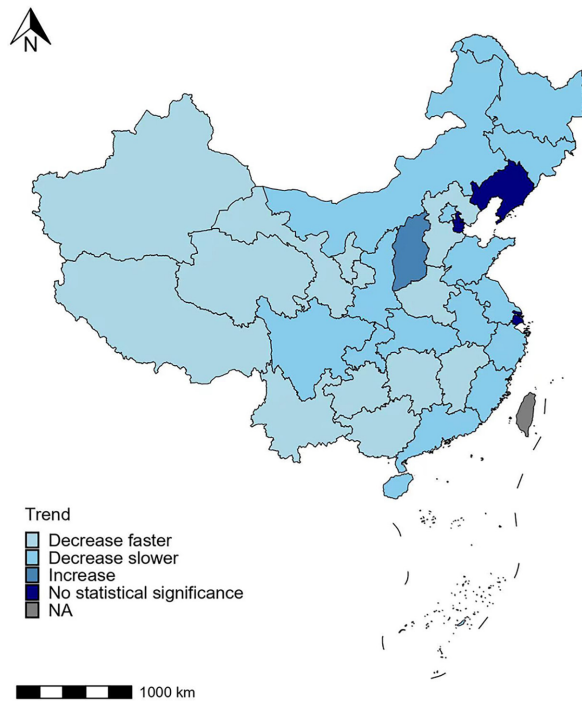 N
Trend
Decrease faster
Decrease slower
Increase
No statistical significance
NA
1000 km